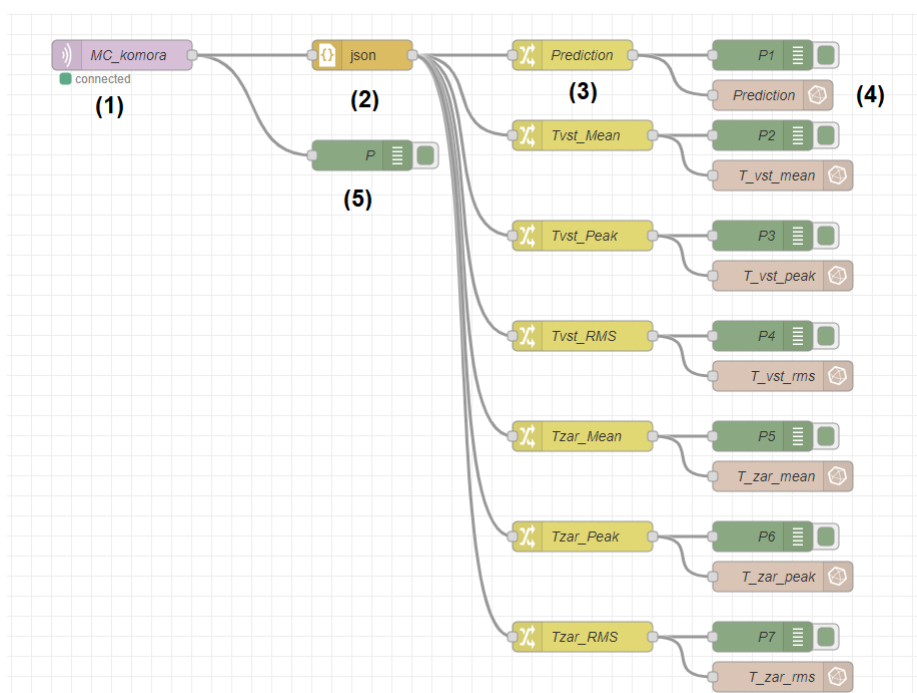 MC_komora
connected
(1)
json
(2)
P
(5)
Prediction
(3)
P1
Prediction
(4)
Tvst_Mean
P2
T_vst_mean
Tvst_Peak
P3
T_vst_peak
Tvst_RMS
P4
T_vst_rms
Tzar_Mean
P5
T_zar_mean
Tzar_Peak
P6
T_zar_peak
Tzar_RMS
P7
T_zar_rms